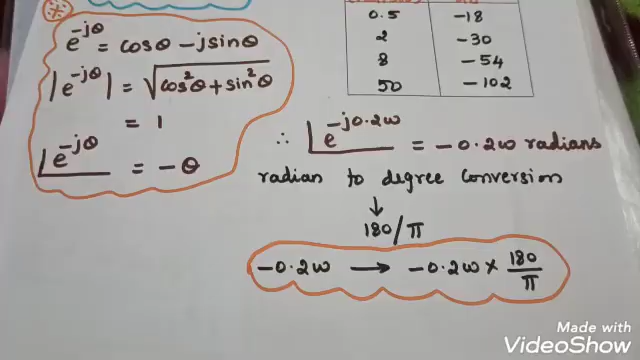 e^-jθ = cosθ - jsinθ
|e^-jθ| = √cos²θ + sin²θ
= 1
∠e^-jθ = -θ
0.5 -18
2 -30
8 -54
50 -102
∴ ∠e^-j0.2ω = -0.2ω radians
radian to degree conversion
↓
180/π
-0.2ω → -0.2ω × 180/π
Made with
VideoShow